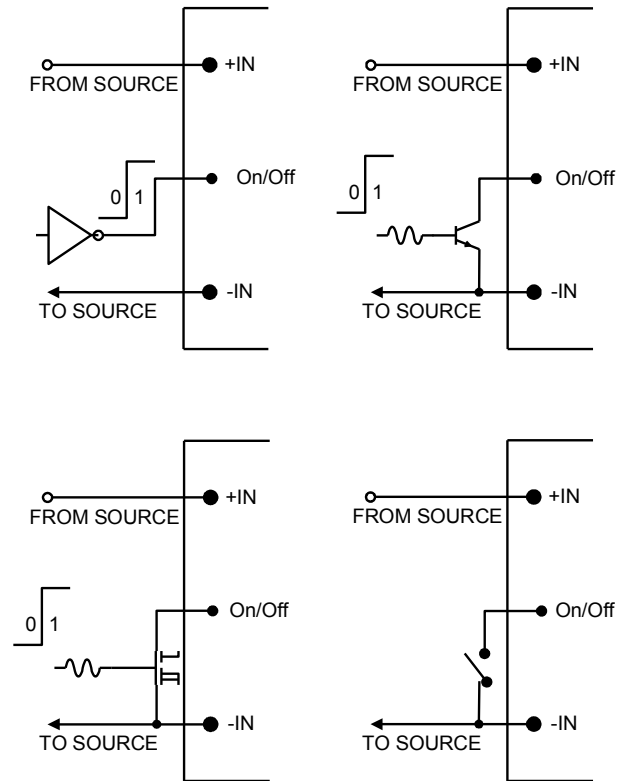 +IN
FROM SOURCE
0 1
On/Off
-IN
TO SOURCE
+IN
FROM SOURCE
0 1
On/Off
-IN
TO SOURCE
+IN
FROM SOURCE
0 1
On/Off
-IN
TO SOURCE
+IN
FROM SOURCE
On/Off
-IN
TO SOURCE